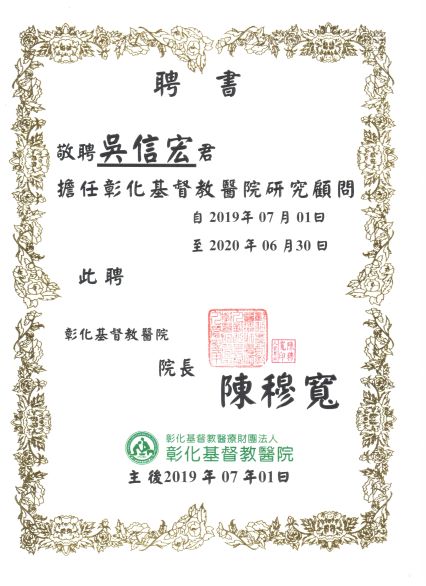 聘書
敬聘吳信宏君
擔任彰化基督教醫院研究顧問
自 2019年 07 月 01日
至 2020 年 06 月30 日
此聘
彰化基督教醫院
院長
陳穆寬
彰化基督教醫療財團法人
彰化基督教醫院
主 後2019 年 07 年01日